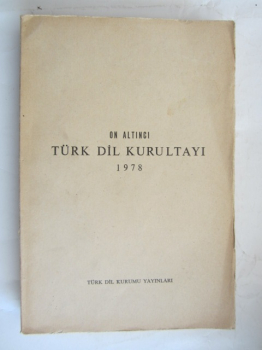 ON ALTINCI
TÜRK DİL KURULTAYI
1978
TÜRK DİL KURUMU YAYINLARI